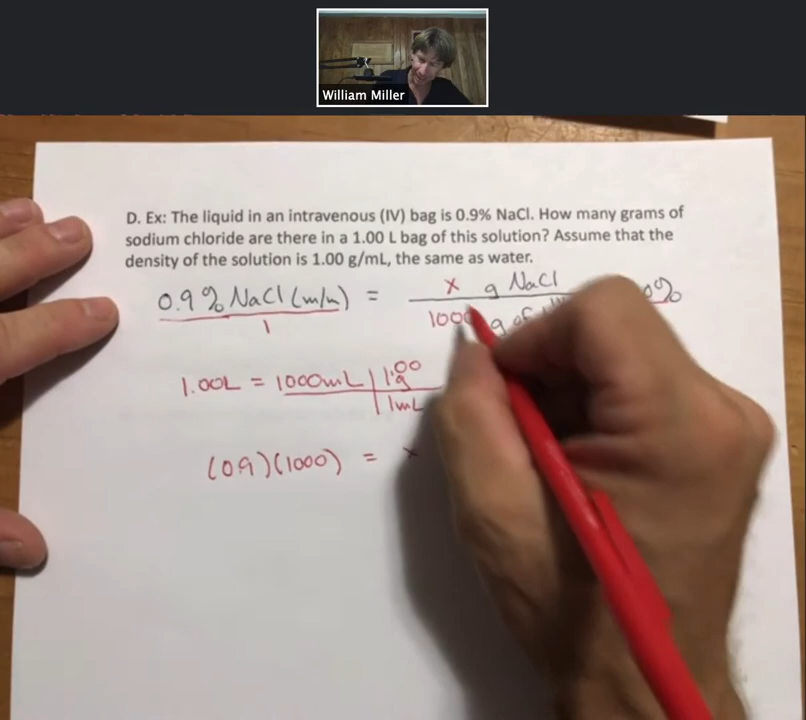 William Miller
D. Ex: The liquid in an intravenous (IV) bag is 0.9% NaCl. How many grams of
sodium chloride are there in a 1.00 L bag of this solution? Assume that the
density of the solution is 1.00 g/mL, the same as water.
x g NaCl
0.9% NaCl (m/m) = 0%
1000 g of
1
1.00L = 1000mL | 1.00 g
1mL
(0.9)(1000) = x